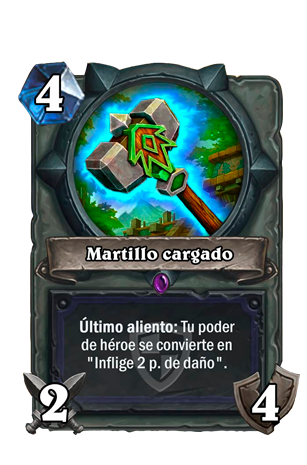 4
Martillo cargado
Último aliento: Tu poder
de héroe se convierte en
"Inflige 2 p. de daño".
2
4